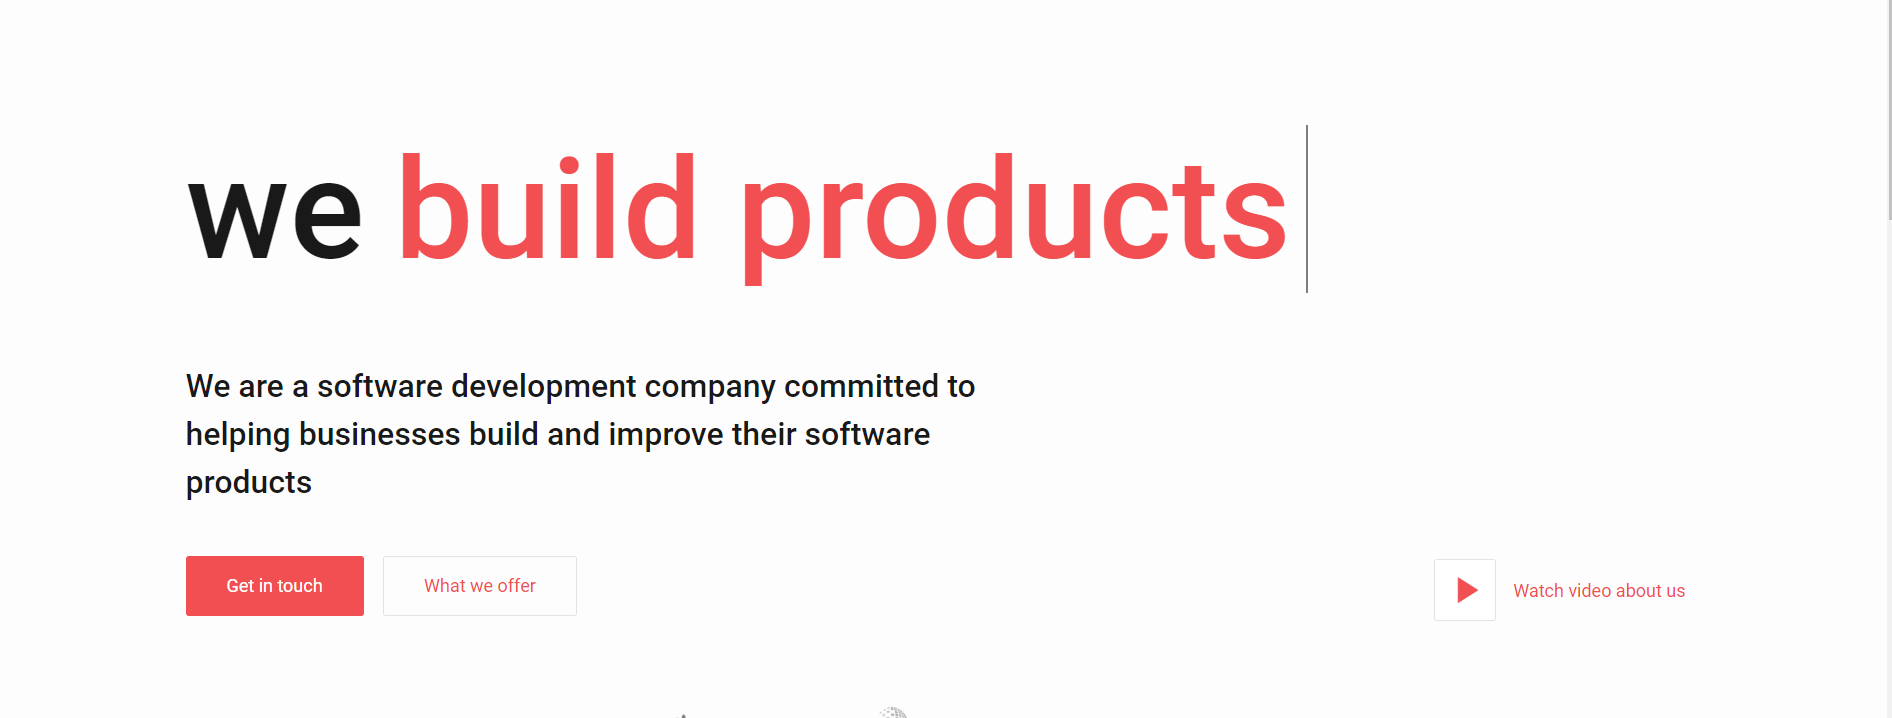 we build products
We are a software development company committed to
helping businesses build and improve their software
products
Get in touch
What we offer
Watch video about us